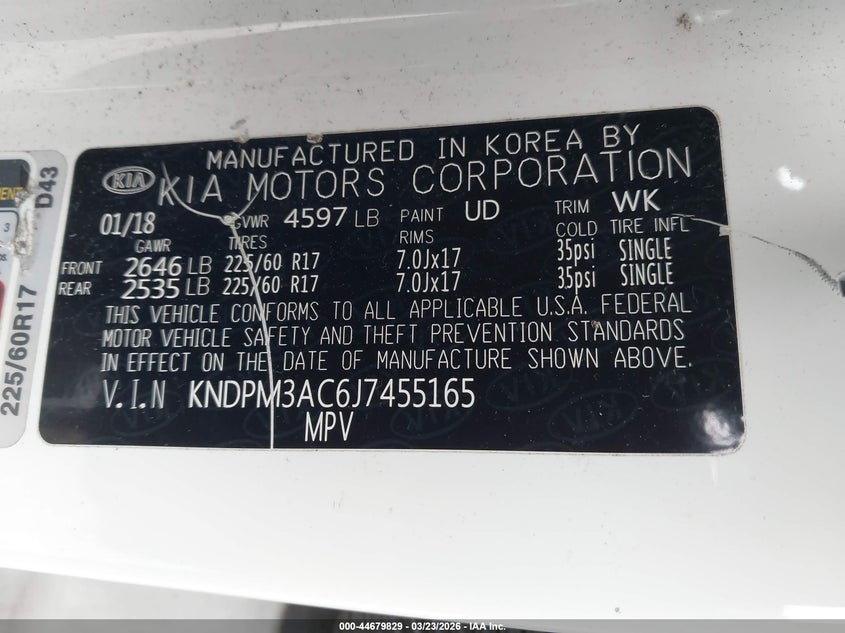 MANUFACTURED IN KOREA BY
KIA KIA MOTORS CORPORATION
01/18 GVWR 4597 LB PAINT UD TRIM WK
GAWR TIRES RIMS COLD TIRE INFL
FRONT 2646 LB 225/60 R17 7.0Jx17 35psi SINGLE
REAR 2535 LB 225/60 R17 7.0Jx17 35psi SINGLE
THIS VEHICLE CONFORMS TO ALL APPLICABLE U.S.A. FEDERAL
MOTOR VEHICLE SAFETY AND THEFT PREVENTION STANDARDS
IN EFFECT ON THE DATE OF MANUFACTURE SHOWN ABOVE.
V.I.N KNDPM3AC6J7455165
MPV
D43
225/60R17
3
000-44679829 - 03/23/2026 - IAA Inc.